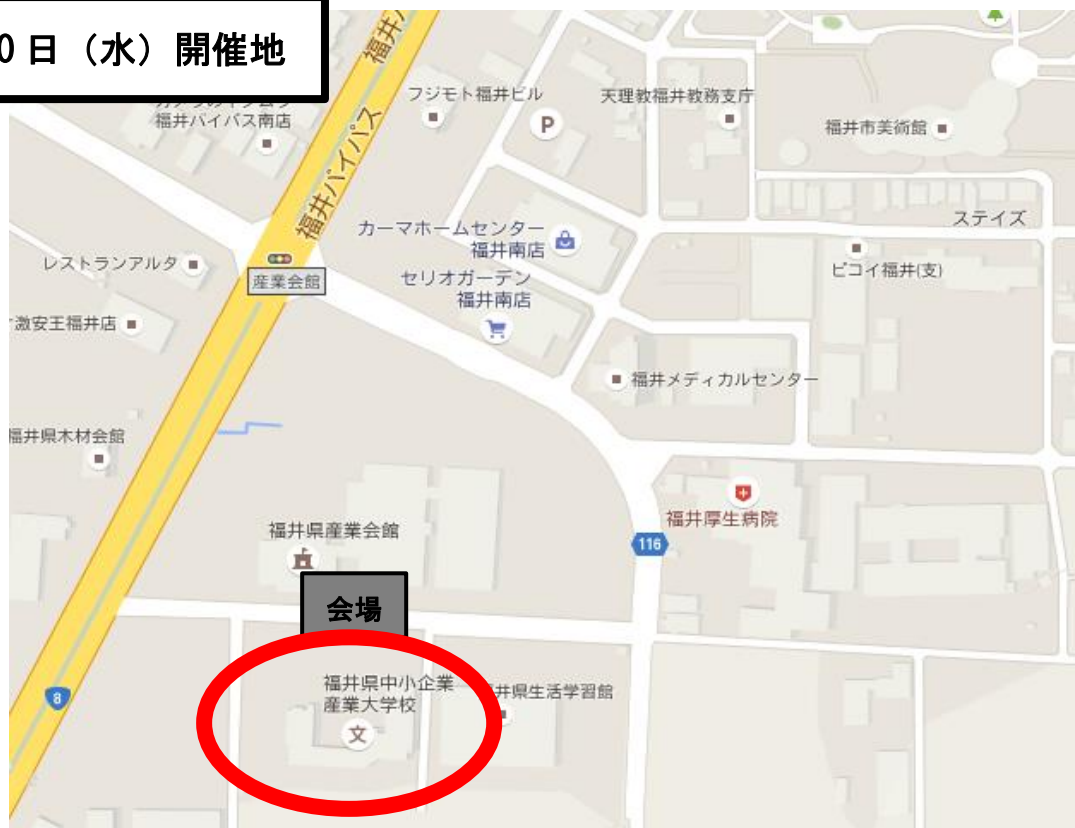 0日（水）開催地
福井バイパス南店
福井バイパス
フジモト福井ビル
P
天理教福井教務支庁
福井市美術館
ステイズ
カーマホームセンター
福井南店
レストランアルタ
産業会館
セリオガーデン
福井南店
ピコイ福井(支)
激安王福井店
福井メディカルセンター
福井県木材会館
福井厚生病院
福井県産業会館
116
会場
8
福井県中小企業
産業大学校
文
井県生活学習館